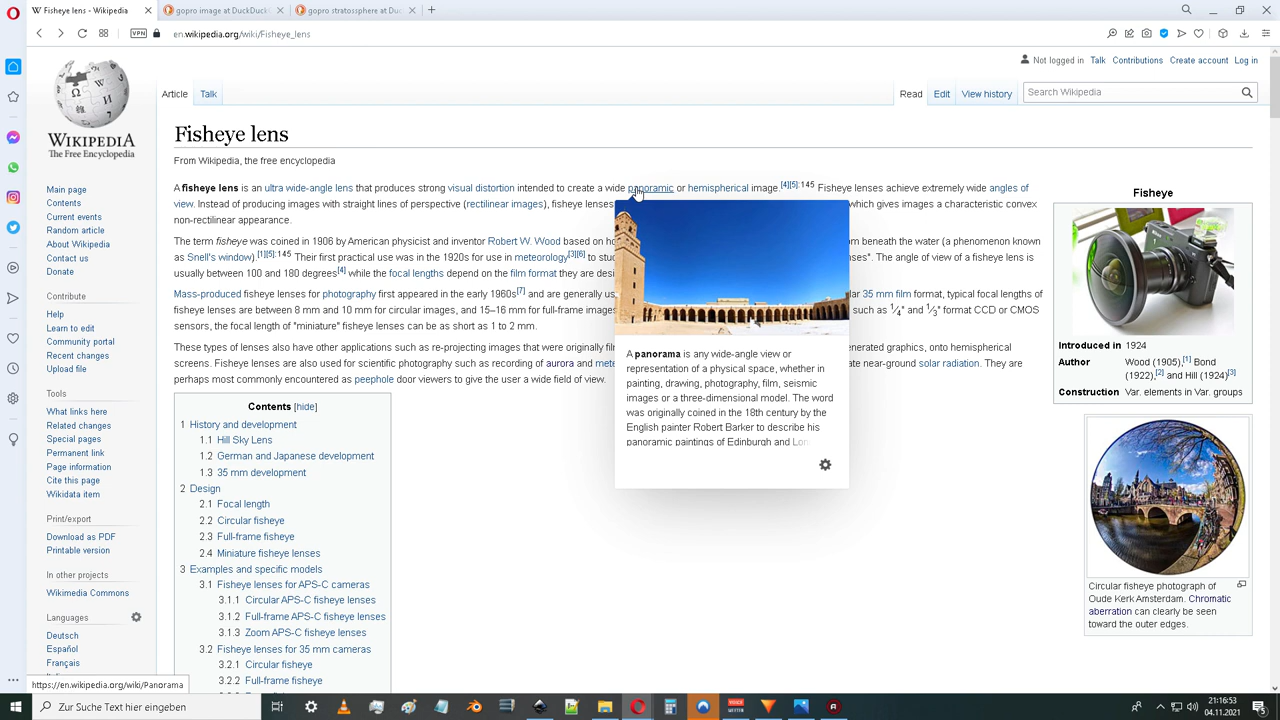 Fisheye lens - Wikipedia
gopro image at DuckDuck
gopro stratossphere at Duc
VPN en.wikipedia.org/wiki/Fisheye_lens
Not logged in Talk Contributions Create account Log in
Article Talk Read Edit View history Search Wikipedia
WIKIPEDIA
The Free Encyclopedia
Main page
Contents
Current events
Random article
About Wikipedia
Contact us
Donate
Contribute
Help
Learn to edit
Community portal
Recent changes
Upload file
Tools
What links here
Related changes
Special pages
Permanent link
Page information
Cite this page
Wikidata item
Print/export
Download as PDF
Printable version
In other projects
Wikimedia Commons
Languages
Deutsch
Español
Français
https://en.wikipedia.org/wiki/Panorama
Fisheye lens
From Wikipedia, the free encyclopedia
A fisheye lens is an ultra wide-angle lens that produces strong visual distortion intended to create a wide panoramic or hemispherical image.[4][5]:145 Fisheye lenses achieve extremely wide angles of
view. Instead of producing images with straight lines of perspective (rectilinear images), fisheye lenses which gives images a characteristic convex
non-rectilinear appearance.
The term fisheye was coined in 1906 by American physicist and inventor Robert W. Wood based on ho om beneath the water (a phenomenon known
as Snell's window).[1][5]:145 Their first practical use was in the 1920s for use in meteorology[3][6] to stud enses". The angle of view of a fisheye lens is
usually between 100 and 180 degrees[4] while the focal lengths depend on the film format they are desi
Mass-produced fisheye lenses for photography first appeared in the early 1960s[7] and are generally us lar 35 mm film format, typical focal lengths of
fisheye lenses are between 8 mm and 10 mm for circular images, and 15–16 mm for full-frame images such as 1⁄4" and 1⁄3" format CCD or CMOS
sensors, the focal length of "miniature" fisheye lenses can be as short as 1 to 2 mm.
These types of lenses also have other applications such as re-projecting images that were originally film enerated graphics, onto hemispherical
screens. Fisheye lenses are also used for scientific photography such as recording of aurora and mete ate near-ground solar radiation. They are
perhaps most commonly encountered as peephole door viewers to give the user a wide field of view.
A panorama is any wide-angle view or
representation of a physical space, whether in
painting, drawing, photography, film, seismic
images or a three-dimensional model. The word
was originally coined in the 18th century by the
English painter Robert Barker to describe his
panoramic paintings of Edinburgh and Lon
Contents [hide]
1 History and development
1.1 Hill Sky Lens
1.2 German and Japanese development
1.3 35 mm development
2 Design
2.1 Focal length
2.2 Circular fisheye
2.3 Full-frame fisheye
2.4 Miniature fisheye lenses
3 Examples and specific models
3.1 Fisheye lenses for APS-C cameras
3.1.1 Circular APS-C fisheye lenses
3.1.2 Full-frame APS-C fisheye lenses
3.1.3 Zoom APS-C fisheye lenses
3.2 Fisheye lenses for 35 mm cameras
3.2.1 Circular fisheye
3.2.2 Full-frame fisheye
Fisheye
Introduced in 1924
Author Wood (1905),[1] Bond
(1922),[2] and Hill (1924)[3]
Construction Var. elements in Var. groups
Circular fisheye photograph of
Oude Kerk Amsterdam. Chromatic
aberration can clearly be seen
toward the outer edges.
Zur Suche Text hier eingeben
21:16:53
04.11.2021